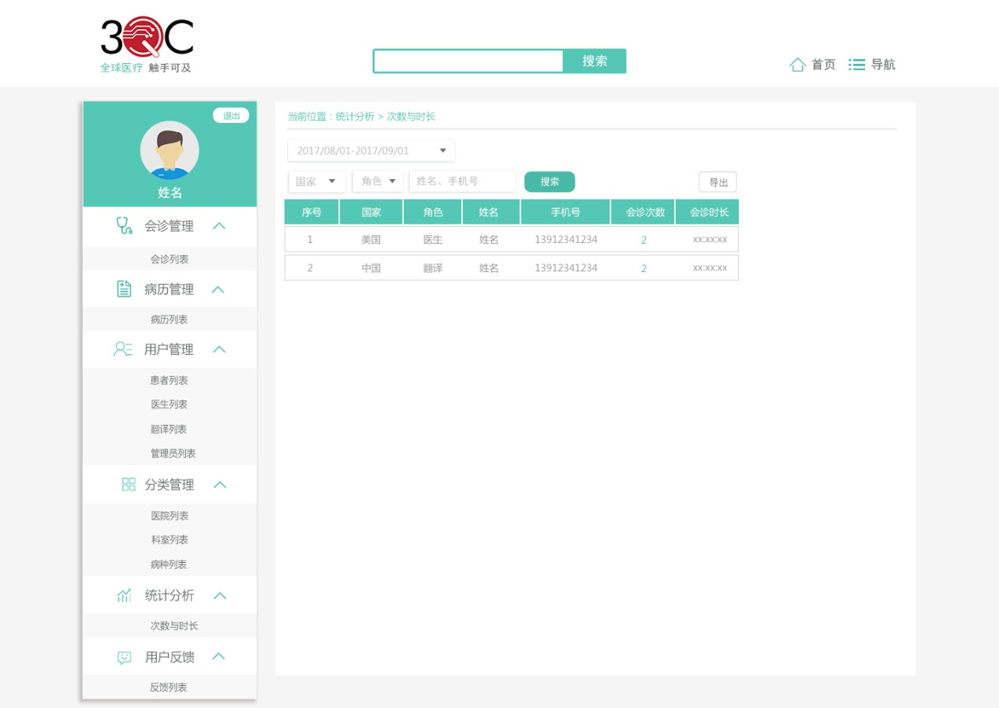 3QC
全球医疗 触手可及
搜索
首页
导航
退出
姓名
会诊管理
会诊列表
病历管理
病历列表
用户管理
患者列表
医生列表
翻译列表
管理员列表
分类管理
医院列表
科室列表
病种列表
统计分析
次数与时长
用户反馈
反馈列表
当前位置：统计分析 > 次数与时长
2017/08/01-2017/09/01
国家 角色 姓名、手机号 搜索 导出
序号 国家 角色 姓名 手机号 会诊次数 会诊时长
1 美国 医生 姓名 13912341234 2 xx:xx:xx
2 中国 翻译 姓名 13912341234 2 xx:xx:xx